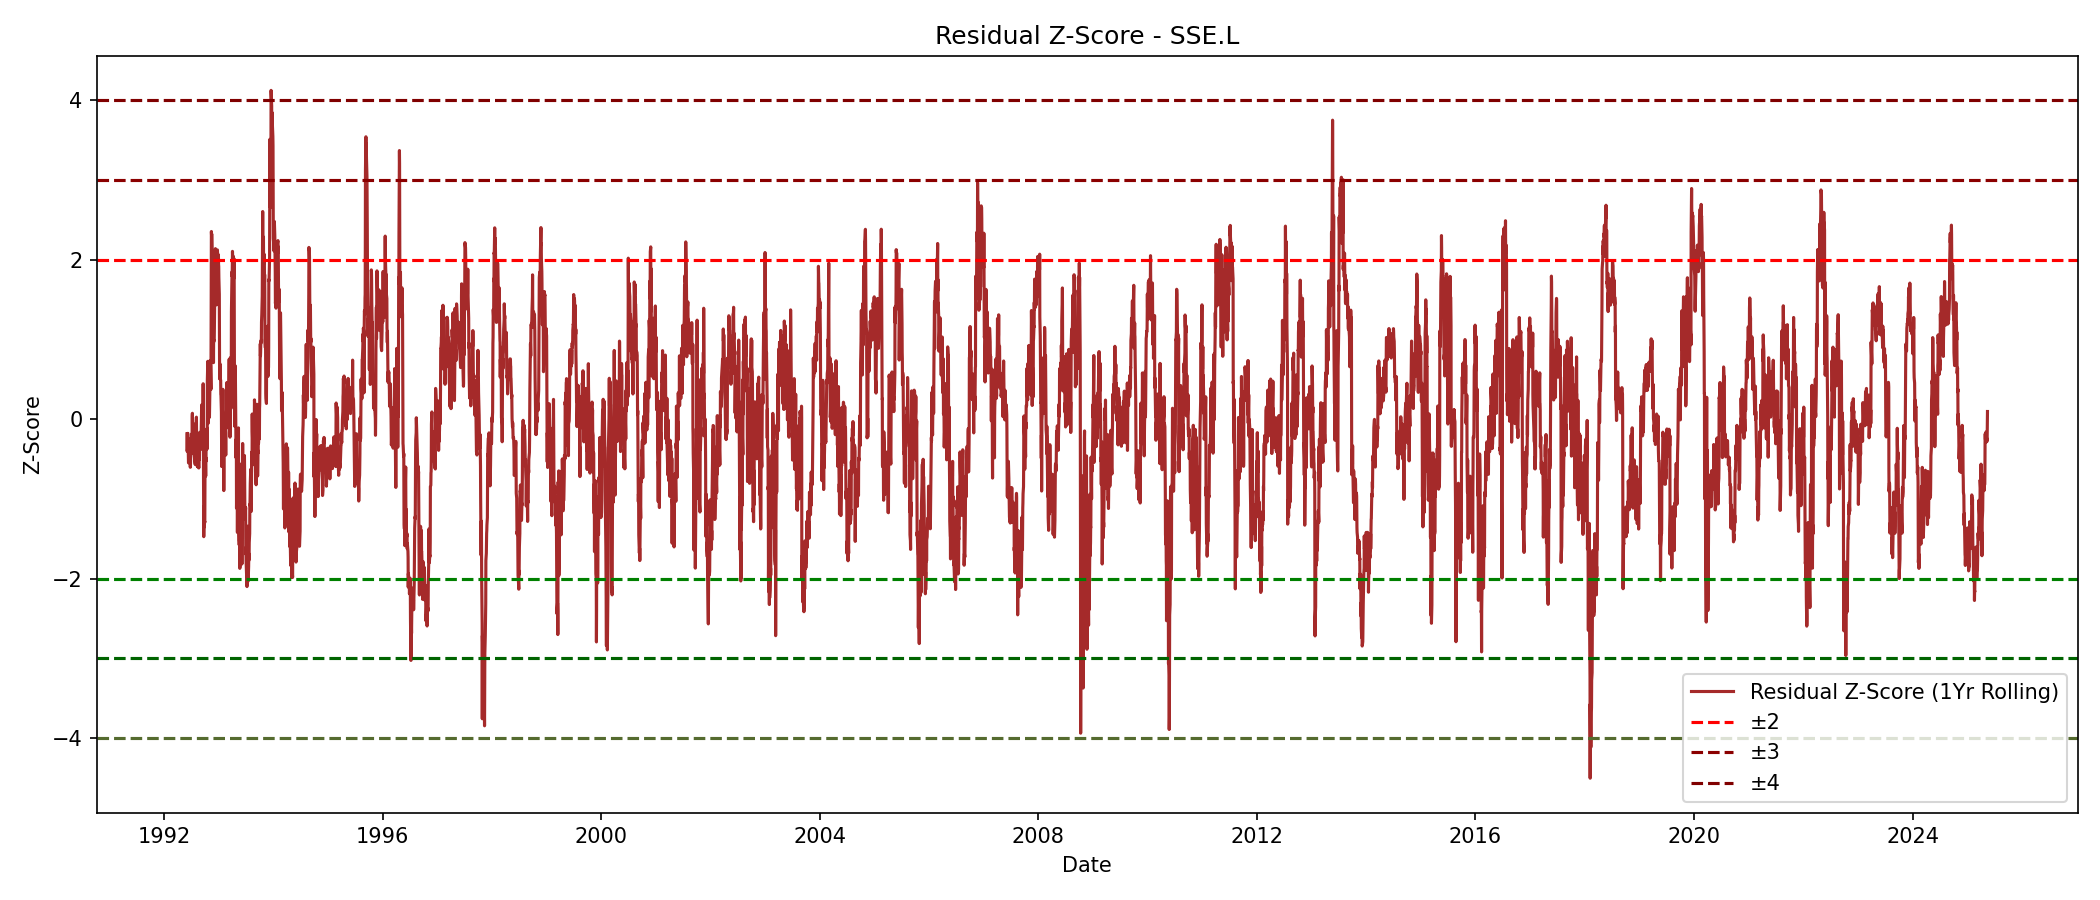 Residual Z-Score - SSE.L
Z-Score
4
2
0
−2
−4
1992 1996 2000 2004 2008 2012 2016 2020 2024
Date
Residual Z-Score (1Yr Rolling)
±2
±3
±4